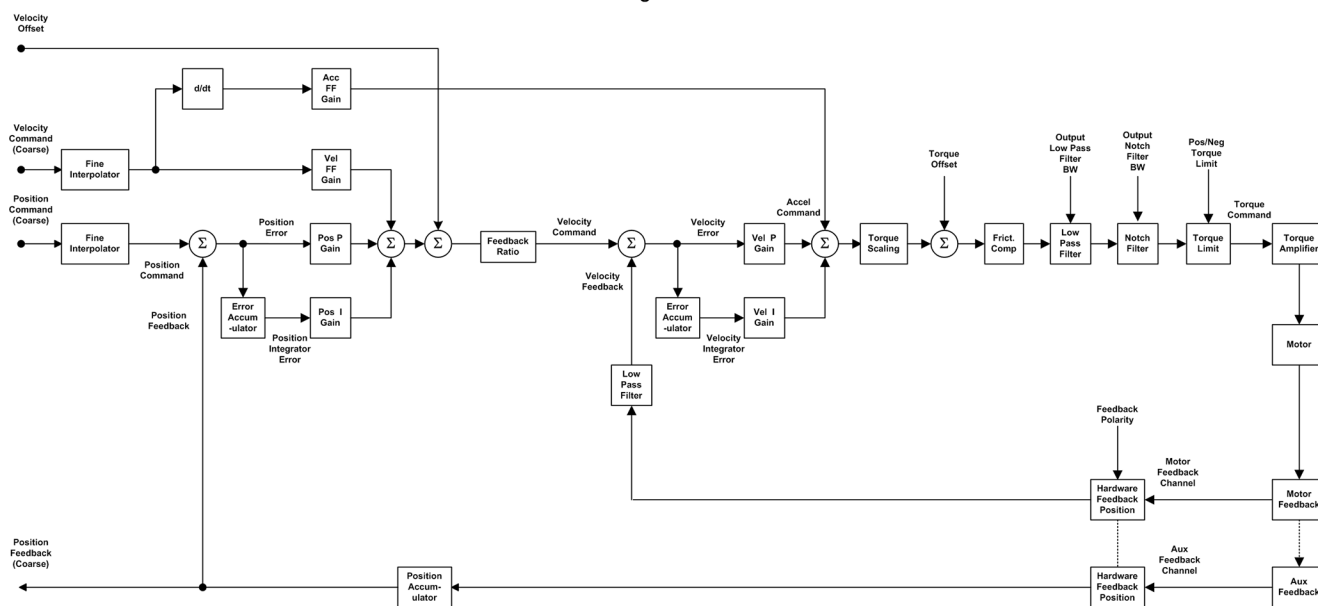 Velocity
Offset
d/dt
Acc
FF
Gain
Velocity
Command
(Coarse)
Fine
Interpolator
Vel
FF
Gain
Torque
Offset
Output
Low Pass
Filter
BW
Output
Notch
Filter
BW
Pos/Neg
Torque
Limit
Position
Command
(Coarse)
Fine
Interpolator
Σ
Position
Command
Position
Error
Pos P
Gain
Σ
Σ
Feedback
Ratio
Velocity
Command
Σ
Velocity
Error
Vel P
Gain
Accel
Command
Σ
Torque
Scaling
Σ
Frict.
Comp
Low
Pass
Filter
Notch
Filter
Torque
Limit
Torque
Command
Torque
Amplifier
Position
Feedback
Error
Accum
-ulator
Position
Integrator
Error
Pos I
Gain
Velocity
Feedback
Error
Accum-
ulator
Velocity
Integrator
Error
Vel I
Gain
Motor
Low
Pass
Filter
Feedback
Polarity
Hardware
Feedback
Position
Motor
Feedback
Channel
Motor
Feedback
Position
Feedback
(Coarse)
Position
Accum-
ulator
Hardware
Feedback
Position
Aux
Feedback
Channel
Aux
Feedback